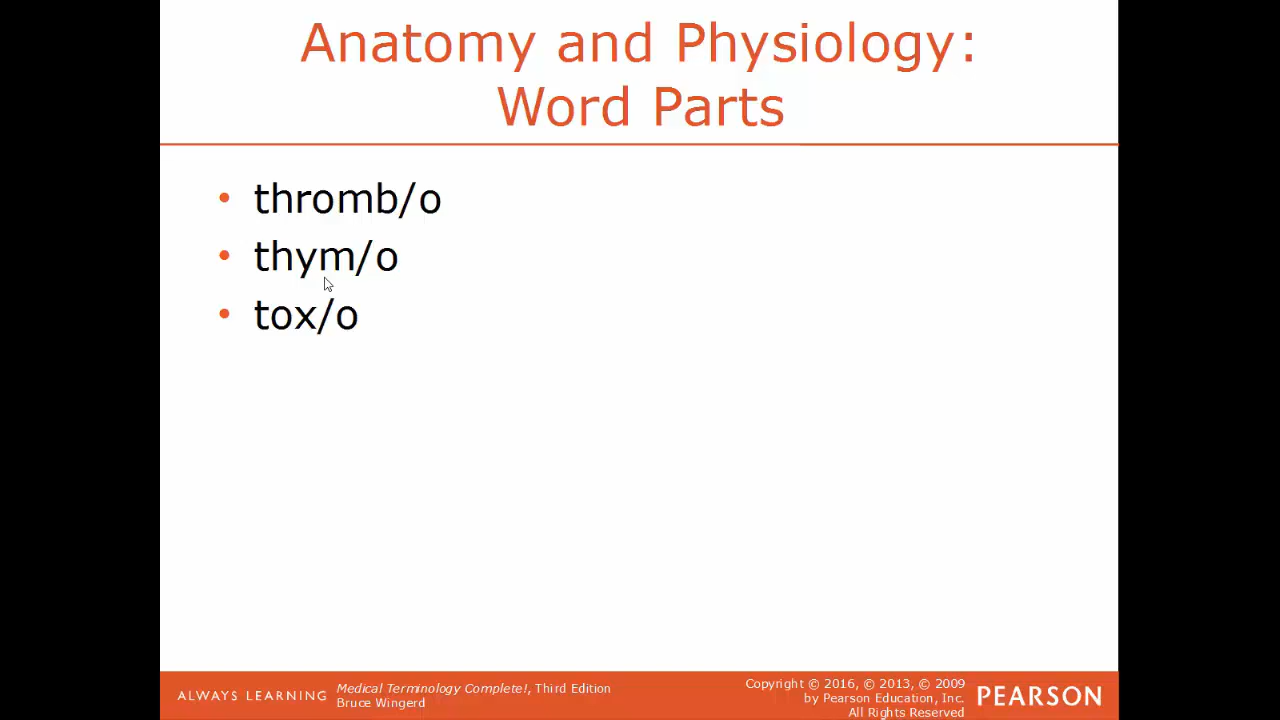 Anatomy and Physiology:
Word Parts
• thromb/o
• thym/o
• tox/o
ALWAYS LEARNING
Medical Terminology Complete!, Third Edition
Bruce Wingerd
Copyright © 2016, © 2013, © 2009
by Pearson Education, Inc.
All Rights Reserved
PEARSON